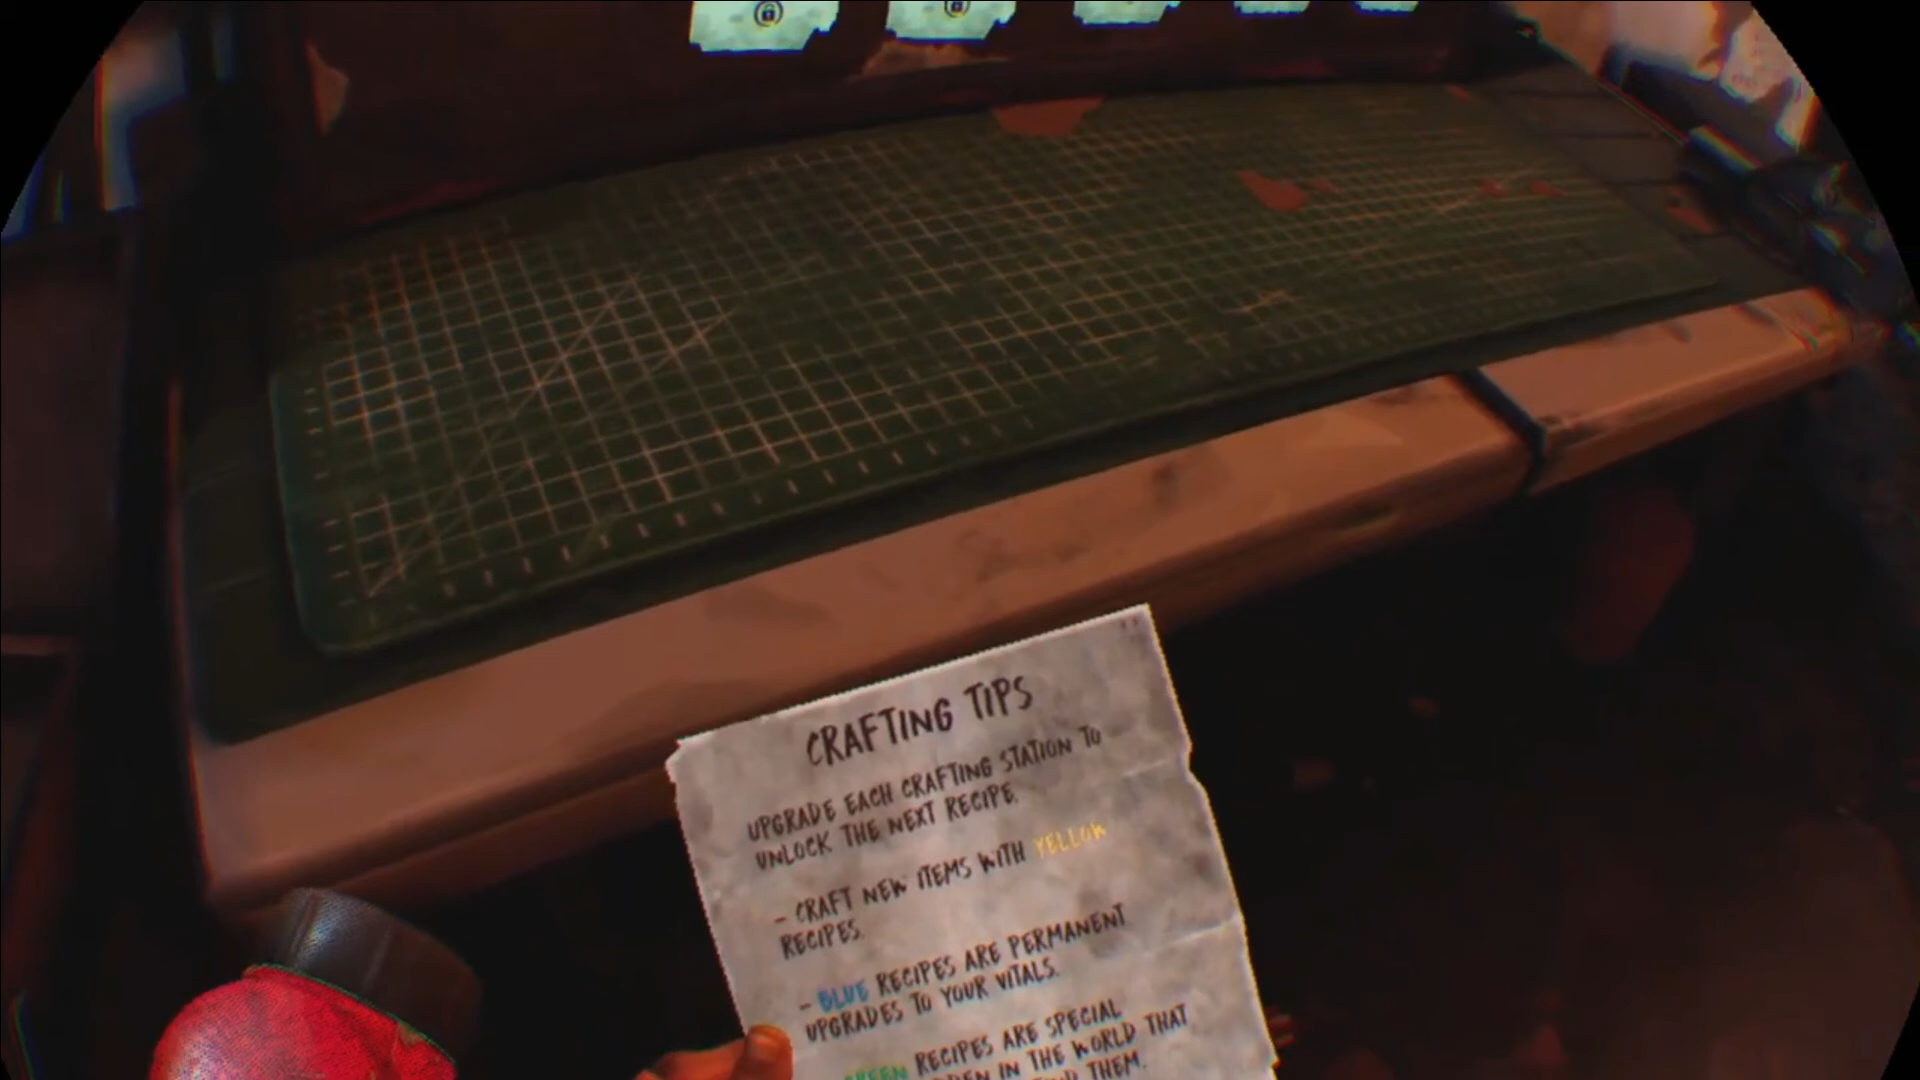 CRAFTING TIPS
UPGRADE EACH CRAFTING STATION TO
UNLOCK THE NEXT RECIPE.
- CRAFT NEW ITEMS WITH YELLOW
RECIPES.
- BLUE RECIPES ARE PERMANENT
UPGRADES TO YOUR VITALS.
RECIPES ARE SPECIAL
IN THE WORLD THAT
THEM.